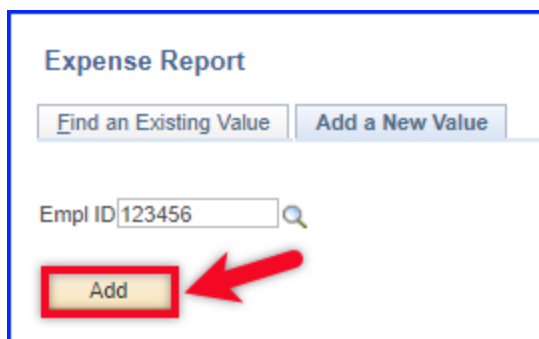 Expense Report
Find an Existing Value
Add a New Value
Empl ID 123456
Add